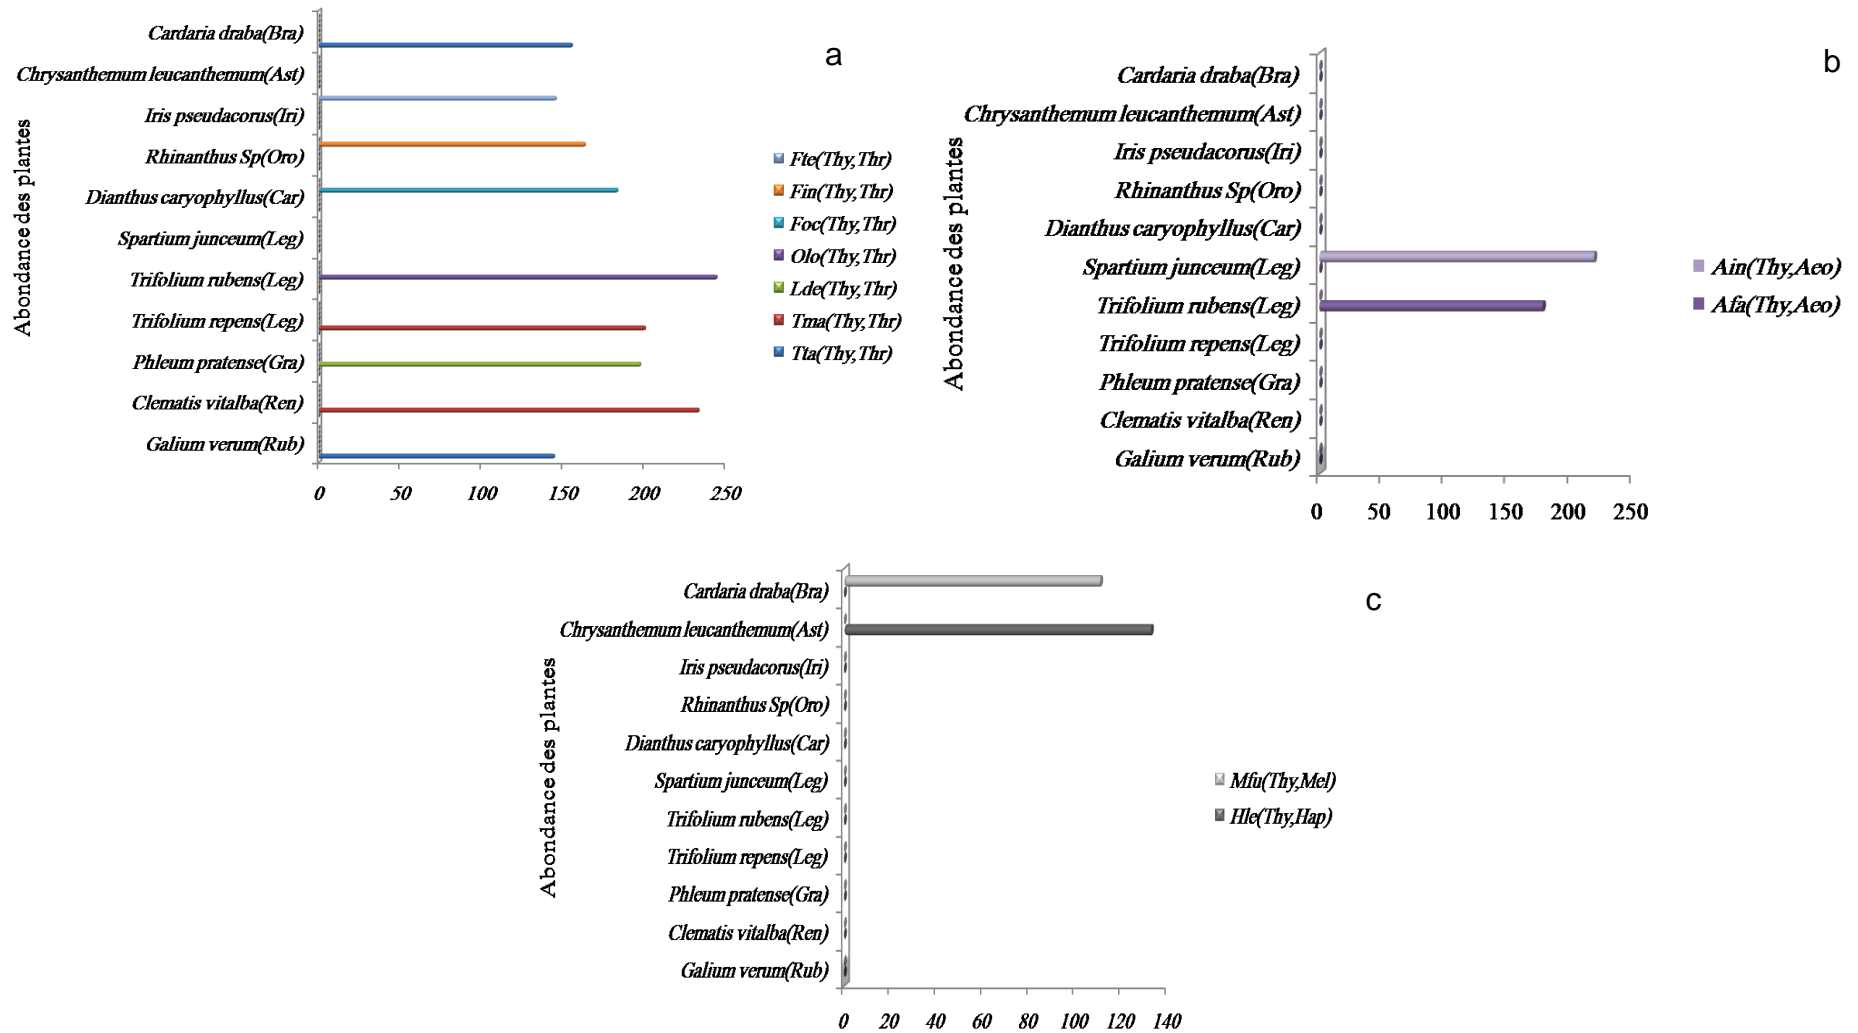 a
Abondance des plantes
Cardaria draba(Bra)
Chrysanthemum leucanthemum(Ast)
Iris pseudacorus(Iri)
Rhinanthus Sp(Oro)
Dianthus caryophyllus(Car)
Spartium junceum(Leg)
Trifolium rubens(Leg)
Trifolium repens(Leg)
Phleum pratense(Gra)
Clematis vitalba(Ren)
Galium verum(Rub)
0 50 100 150 200 250
Fte(Thy,Thr)
Fin(Thy,Thr)
Foc(Thy,Thr)
Olo(Thy,Thr)
Lde(Thy,Thr)
Tma(Thy,Thr)
Tta(Thy,Thr)
b
Abondance des plantes
Cardaria draba(Bra)
Chrysanthemum leucanthemum(Ast)
Iris pseudacorus(Iri)
Rhinanthus Sp(Oro)
Dianthus caryophyllus(Car)
Spartium junceum(Leg)
Trifolium rubens(Leg)
Trifolium repens(Leg)
Phleum pratense(Gra)
Clematis vitalba(Ren)
Galium verum(Rub)
0 50 100 150 200 250
Ain(Thy,Aeo)
Afa(Thy,Aeo)
c
Abondance des plantes
Cardaria draba(Bra)
Chrysanthemum leucanthemum(Ast)
Iris pseudacorus(Iri)
Rhinanthus Sp(Oro)
Dianthus caryophyllus(Car)
Spartium junceum(Leg)
Trifolium rubens(Leg)
Trifolium repens(Leg)
Phleum pratense(Gra)
Clematis vitalba(Ren)
Galium verum(Rub)
0 20 40 60 80 100 120 140
Mfu(Thy,Mel)
Hle(Thy,Hap)